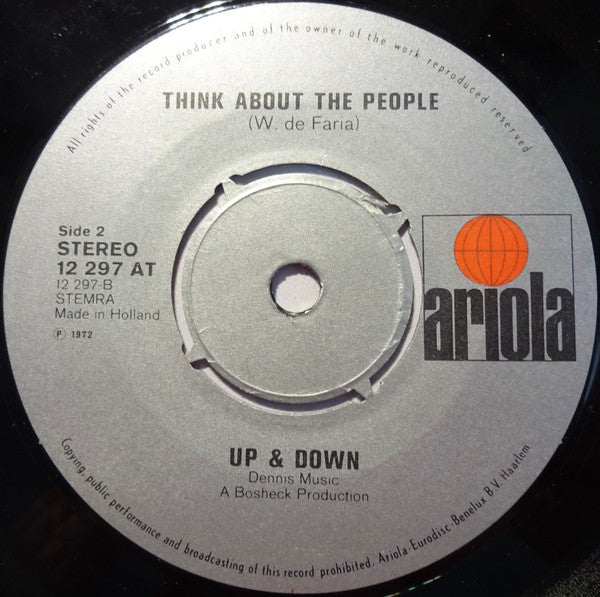 All rights of the record producer and of the owner of the work reproduced reserved
THINK ABOUT THE PEOPLE
(W. de Faria)
Side 2
STEREO
12 297 AT
12 297-B
STEMRA
Made in Holland
℗ 1972
ariola
UP & DOWN
Dennis Music
A Bosheck Production
Copying, public performance and broadcasting of this record prohibited. Ariola-Eurodisc-Benelux B.V. Haarlem